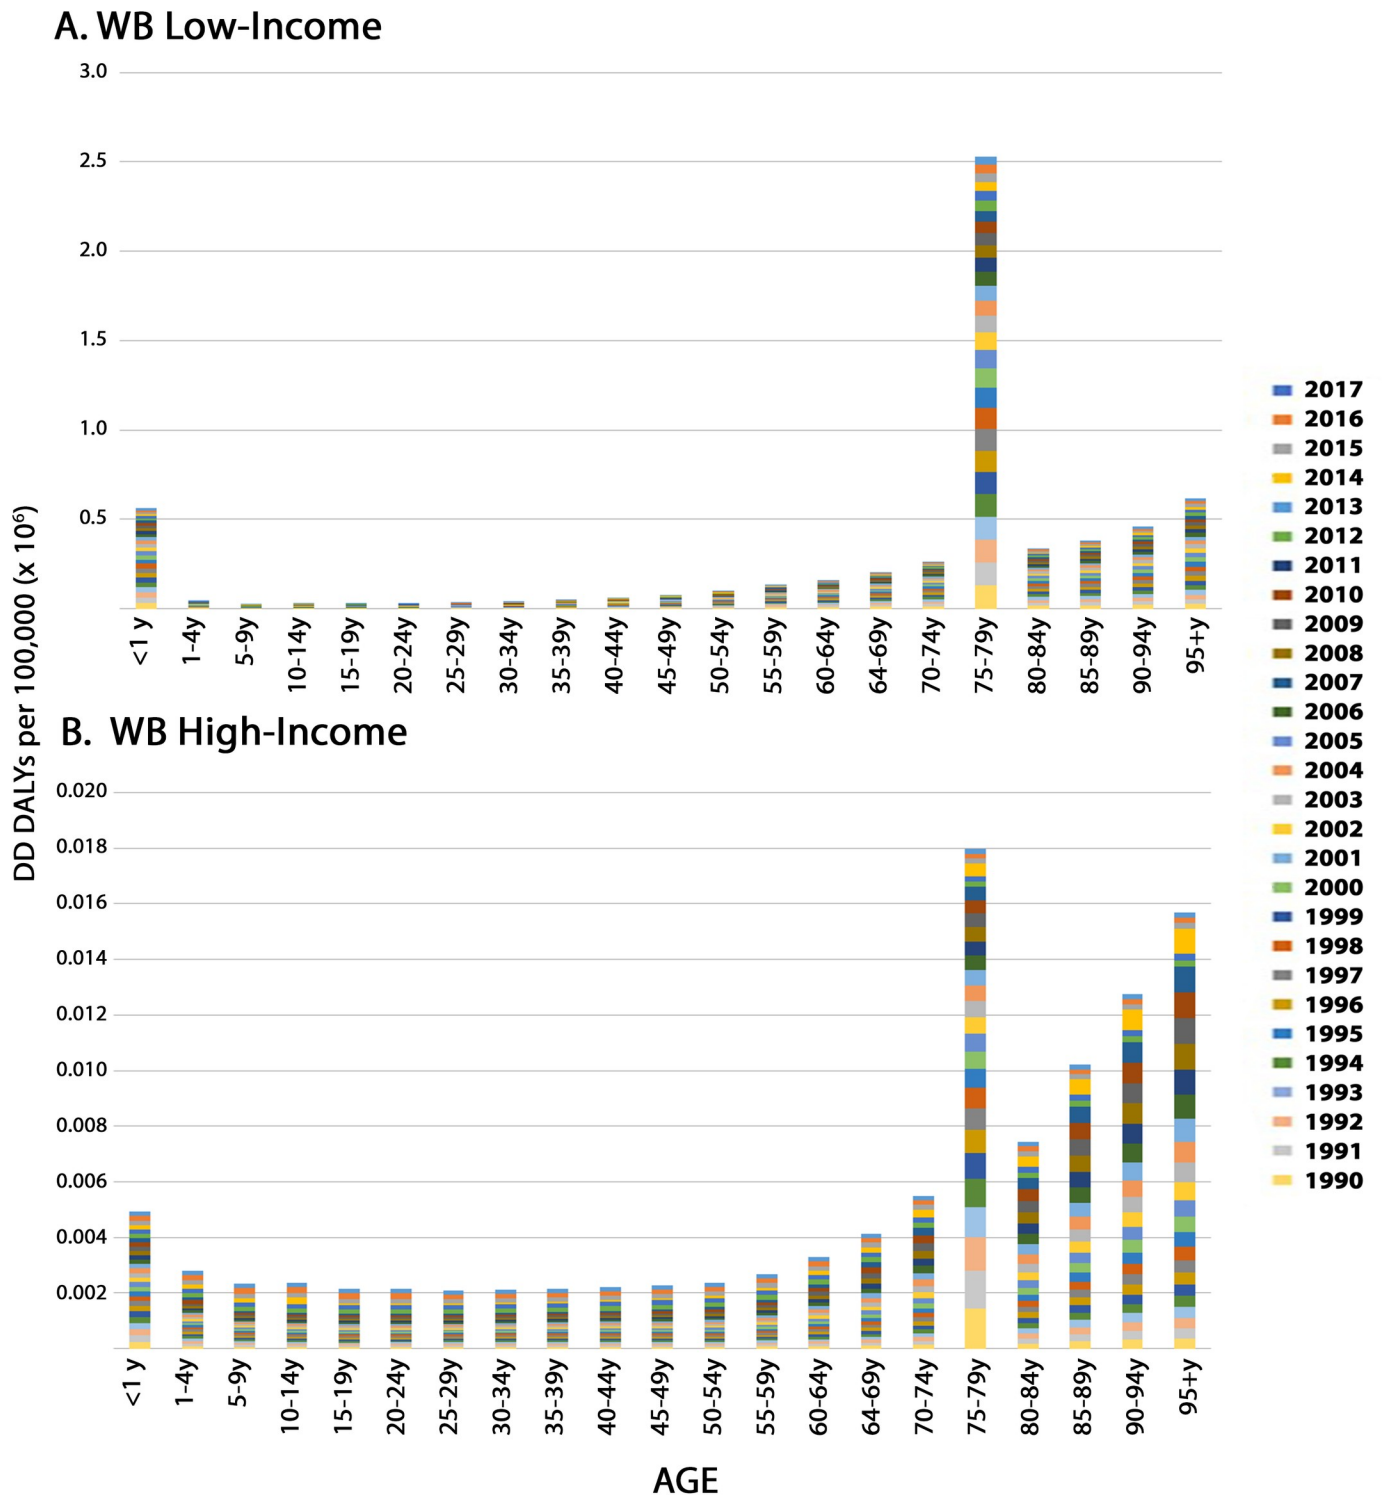 A. WB Low-Income
3.0
2.5
2.0
1.5
1.0
0.5
<1 y
1-4y
5-9y
10-14y
15-19y
20-24y
25-29y
30-34y
35-39y
40-44y
45-49y
50-54y
55-59y
60-64y
64-69y
70-74y
75-79y
80-84y
85-89y
90-94y
95+y
DD DALYs per 100,000 (x 10⁶)
B. WB High-Income
0.020
0.018
0.016
0.014
0.012
0.010
0.008
0.006
0.004
0.002
<1 y
1-4y
5-9y
10-14y
15-19y
20-24y
25-29y
30-34y
35-39y
40-44y
45-49y
50-54y
55-59y
60-64y
64-69y
70-74y
75-79y
80-84y
85-89y
90-94y
95+y
AGE
2017
2016
2015
2014
2013
2012
2011
2010
2009
2008
2007
2006
2005
2004
2003
2002
2001
2000
1999
1998
1997
1996
1995
1994
1993
1992
1991
1990